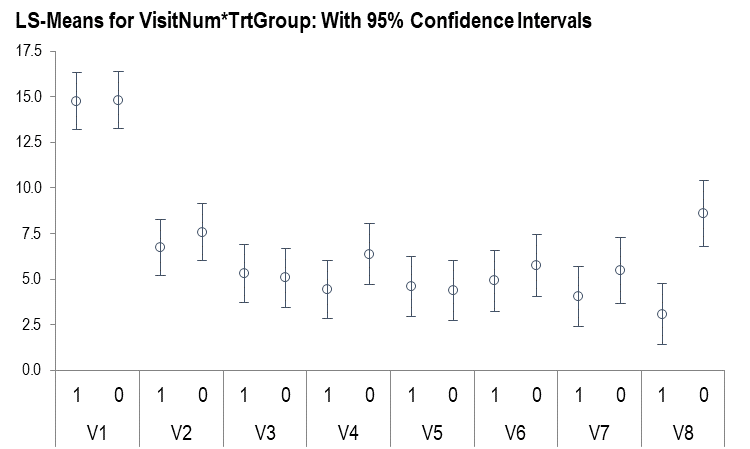 LS-Means for VisitNum*TrtGroup: With 95% Confidence Intervals
17.5
15.0
12.5
10.0
7.5
5.0
2.5
0.0
1 0 1 0 1 0 1 0 1 0 1 0 1 0 1 0
V1 V2 V3 V4 V5 V6 V7 V8